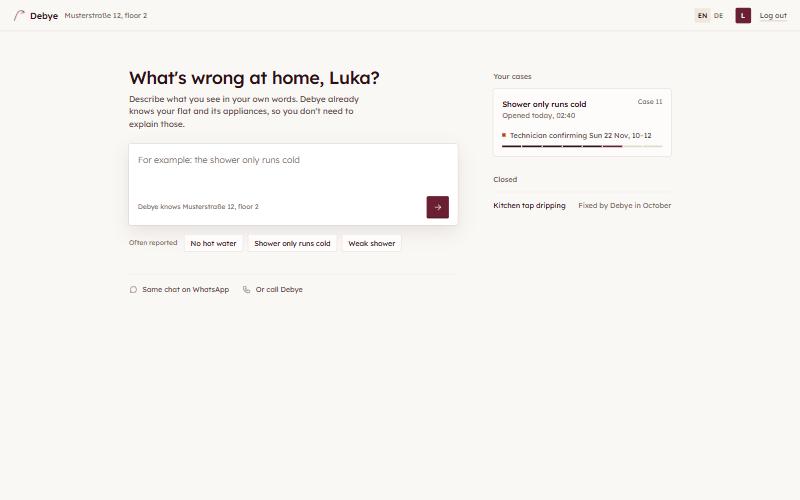 Debye Musterstraße 12, floor 2
EN DE L Log out
What's wrong at home, Luka?
Describe what you see in your own words. Debye already
knows your flat and its appliances, so you don't need to
explain those.
For example: the shower only runs cold
Debye knows Musterstraße 12, floor 2
Often reported No hot water Shower only runs cold Weak shower
Same chat on WhatsApp Or call Debye
Your cases
Shower only runs cold Case 11
Opened today, 02:40
Technician confirming Sun 22 Nov, 10–12
Closed
Kitchen tap dripping Fixed by Debye in October